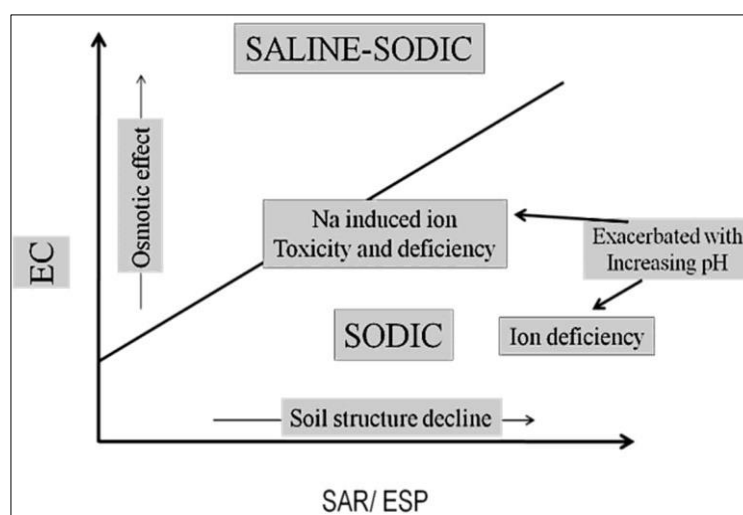 SALINE-SODIC
Osmotic effect
EC
Na induced ion
Toxicity and deficiency
Exacerbated with
Increasing pH
SODIC
Ion deficiency
Soil structure decline
SAR/ ESP